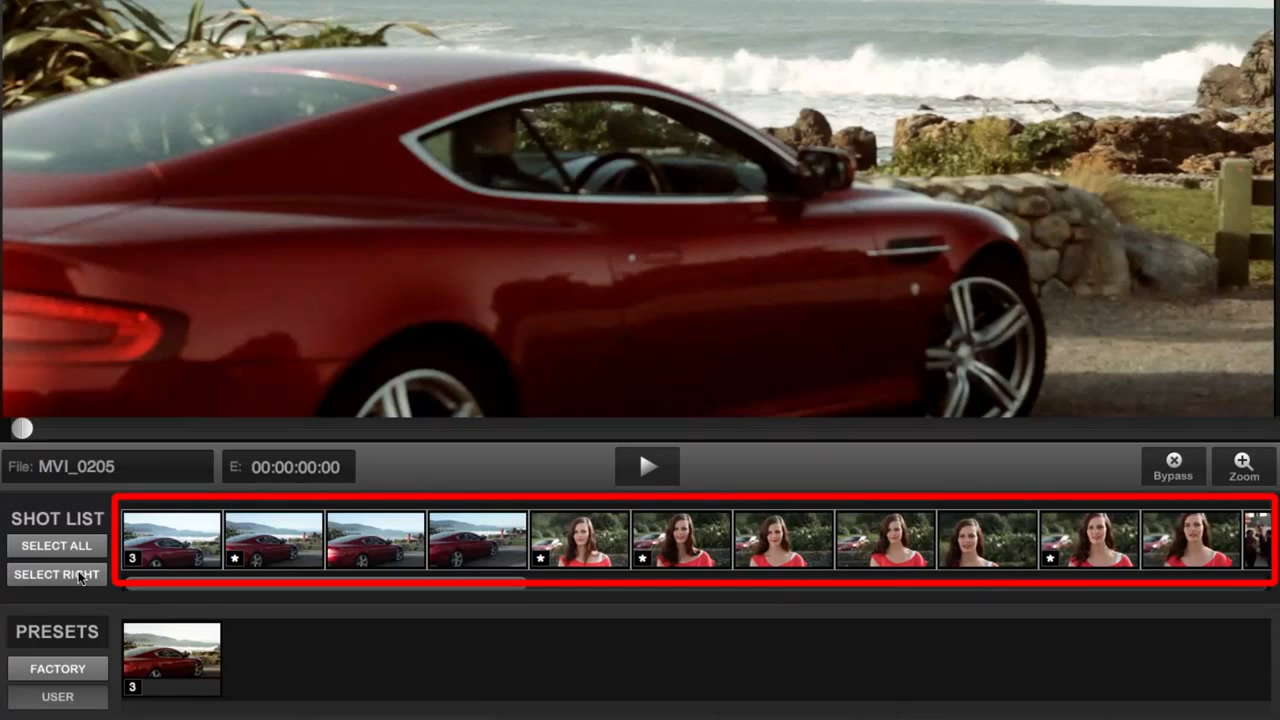 File: MVI_0205
E: 00:00:00:00
Bypass
Zoom
SHOT LIST
SELECT ALL
SELECT RIGHT
3
*
*
*
*
PRESETS
FACTORY
USER
3